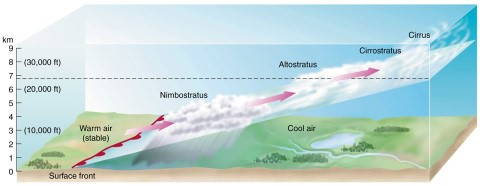 km
9
8
7
6
5
4
3
2
1
0
(30,000 ft)
(20,000 ft)
(10,000 ft)
Cirrus
Cirrostratus
Altostratus
Nimbostratus
Warm air
(stable)
Cool air
Surface front